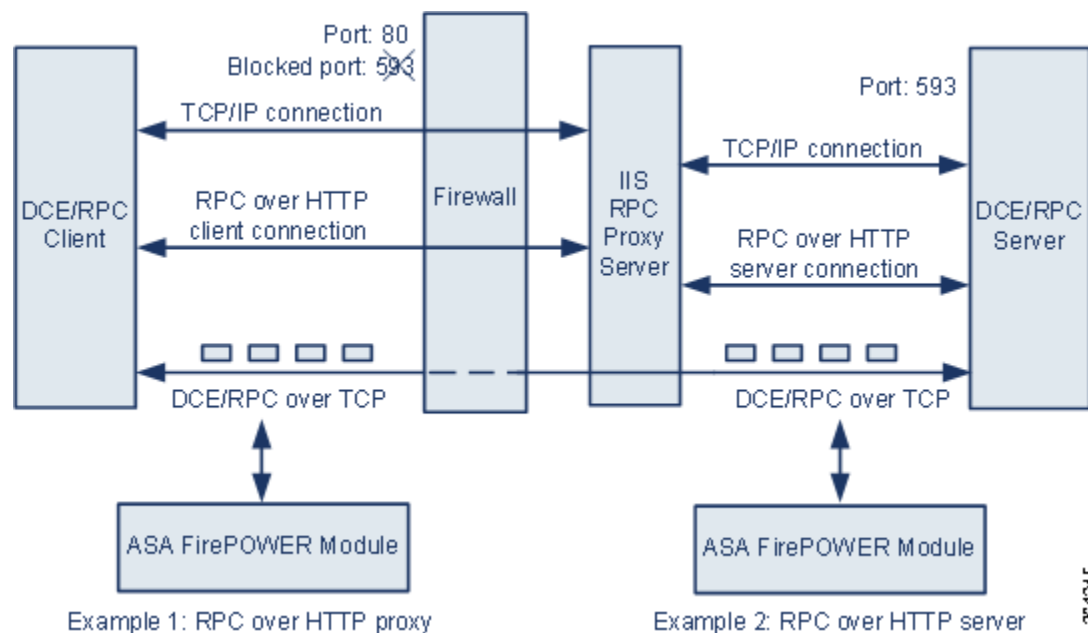 Port: 80
Blocked port: 593
Port: 593
TCP/IP connection
TCP/IP connection
DCE/RPC
Client
RPC over HTTP
client connection
Firewall
IIS
RPC
Proxy
Server
RPC over HTTP
server connection
DCE/RPC
Server
DCE/RPC over TCP
DCE/RPC over TCP
ASA FirePOWER Module
ASA FirePOWER Module
Example 1: RPC over HTTP proxy
Example 2: RPC over HTTP server